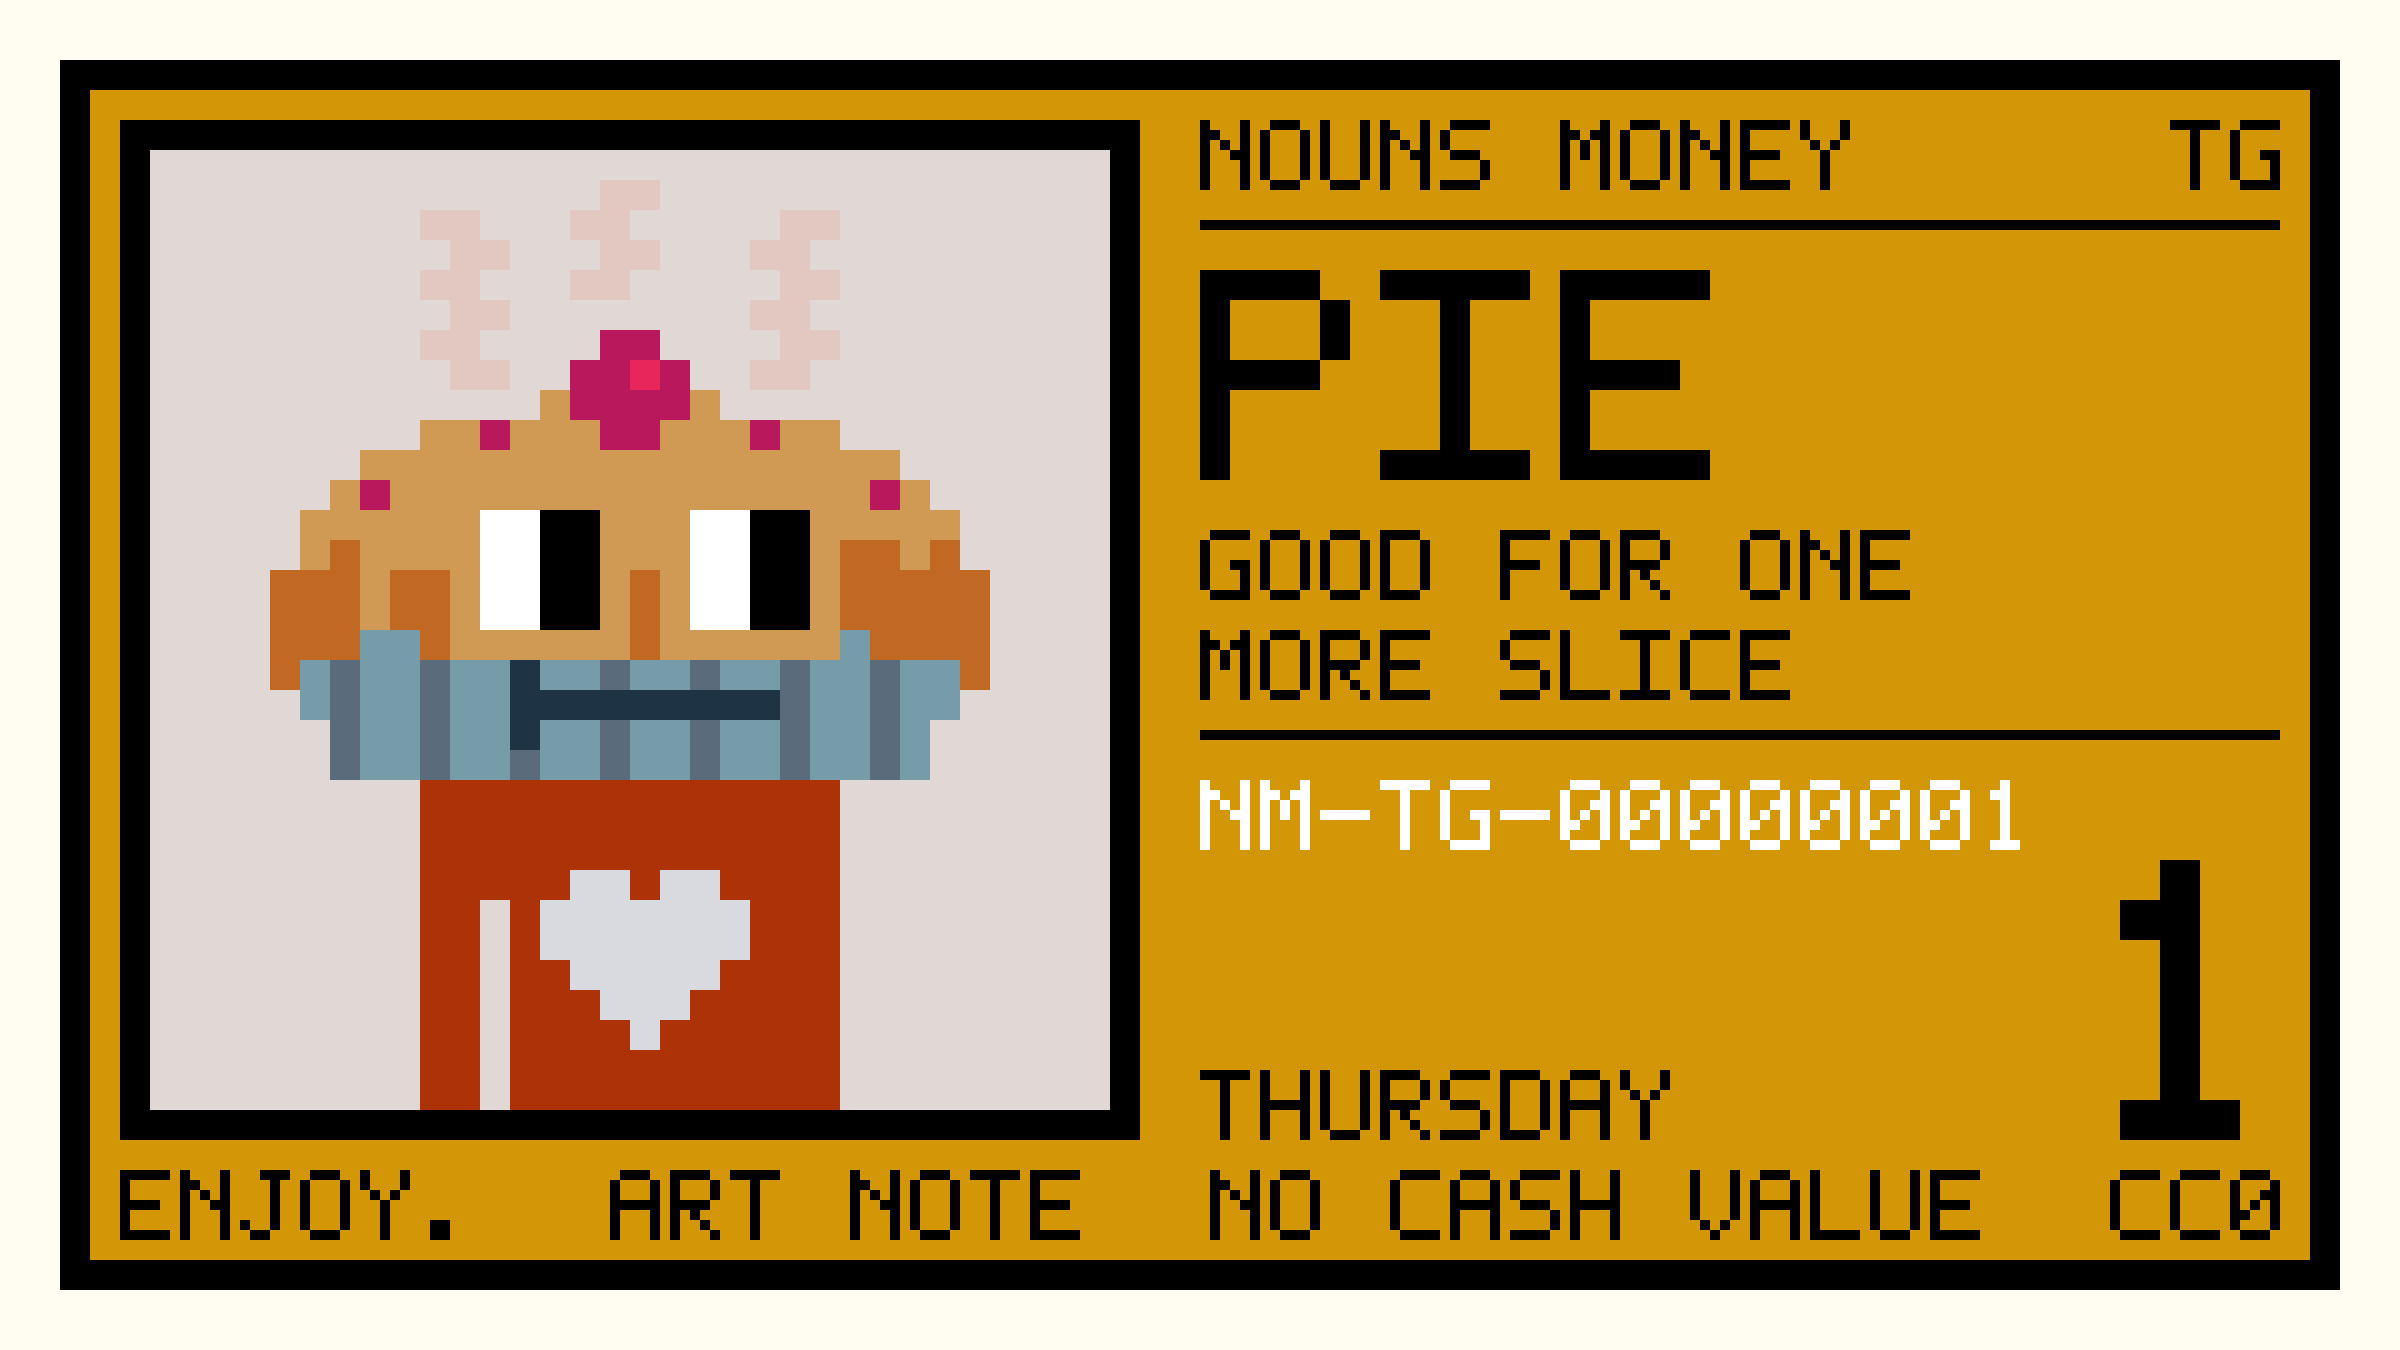 NOUNS MONEY TG
PIE
GOOD FOR ONE
MORE SLICE
NM-TG-00000001
1
THURSDAY
ENJOY. ART NOTE NO CASH VALUE CC0